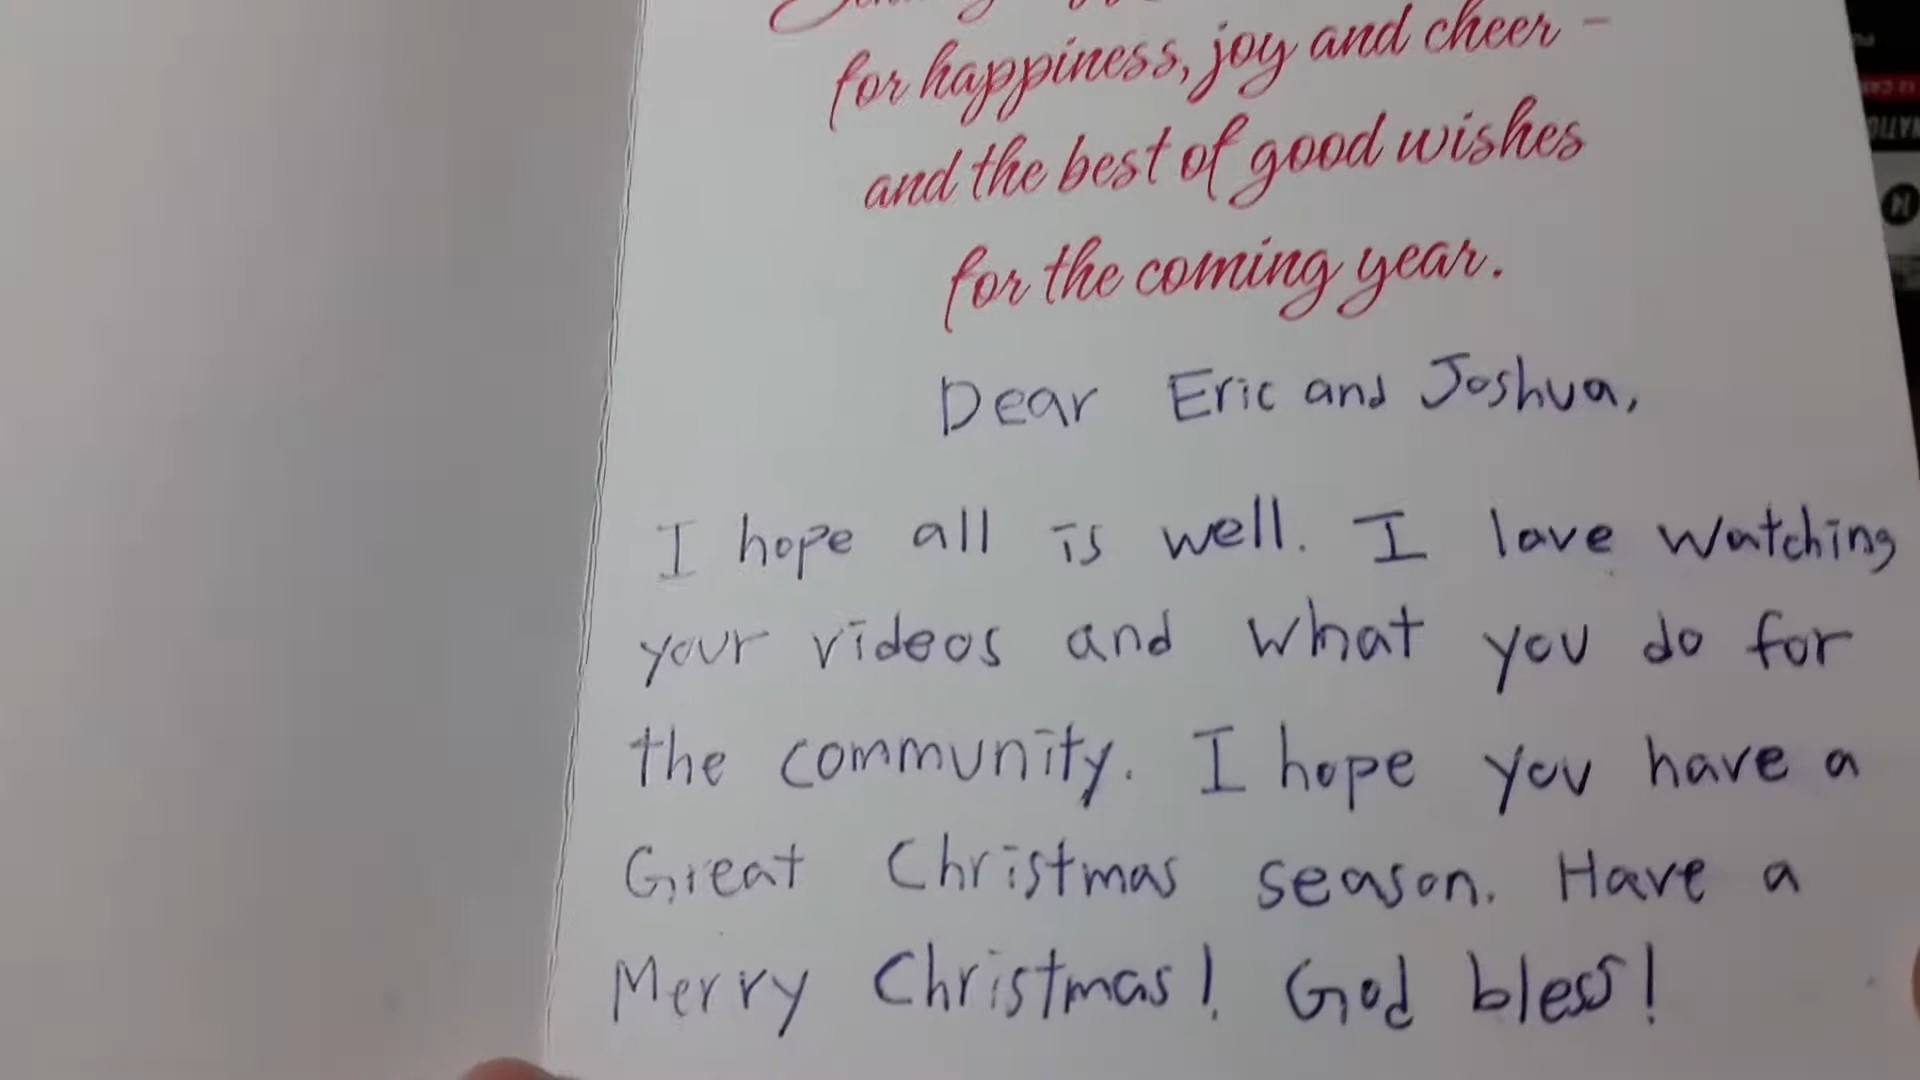 for happiness, joy and cheer –
and the best of good wishes
for the coming year.
Dear Eric and Joshua,
I hope all is well. I love watching
your videos and what you do for
the community. I hope you have a
Great Christmas season. Have a
Merry Christmas! God bless!